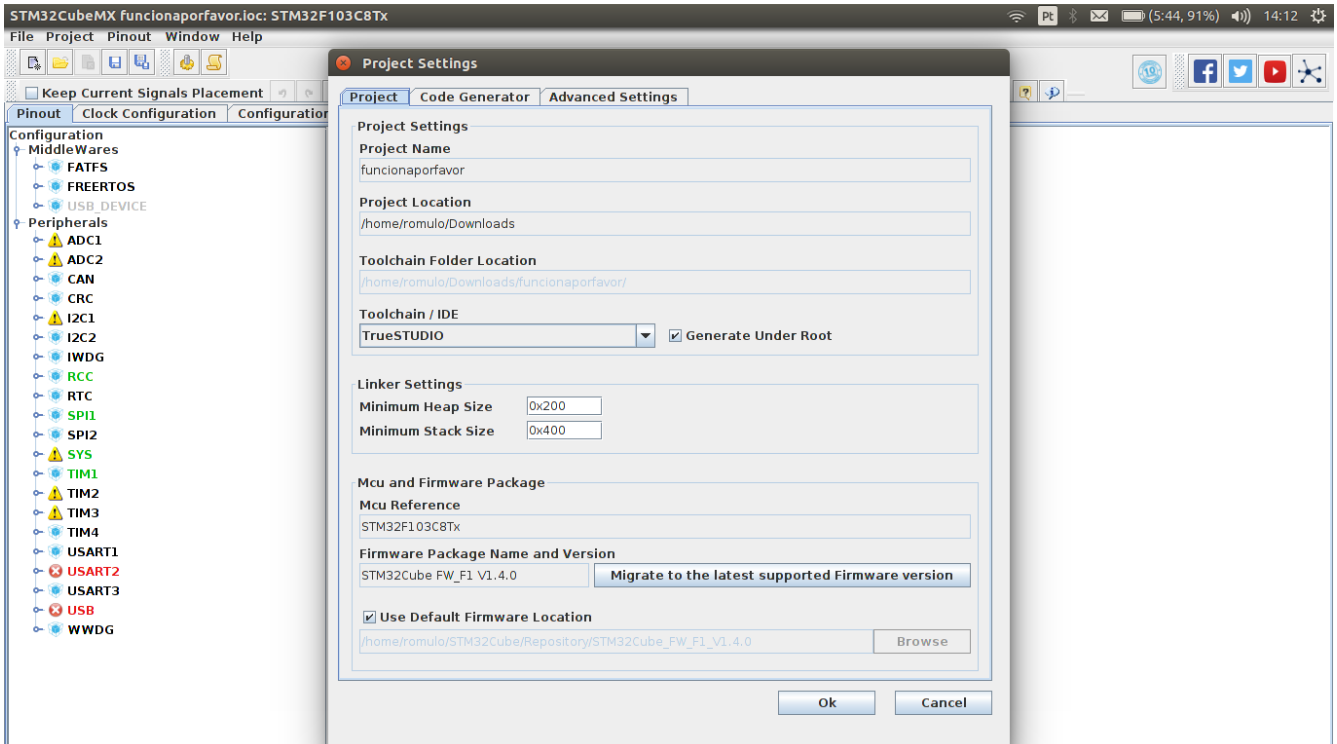 STM32CubeMX funcionaporfavor.ioc: STM32F103C8Tx
Pt
(5:44, 91%)
14:12
File Project Pinout Window Help
Keep Current Signals Placement
Pinout Clock Configuration Configuration
Configuration
MiddleWares
FATFS
FREERTOS
USB_DEVICE
Peripherals
ADC1
ADC2
CAN
CRC
I2C1
I2C2
IWDG
RCC
RTC
SPI1
SPI2
SYS
TIM1
TIM2
TIM3
TIM4
USART1
USART2
USART3
USB
WWDG
Project Settings
Project Code Generator Advanced Settings
Project Settings
Project Name
funcionaporfavor
Project Location
/home/romulo/Downloads
Toolchain Folder Location
/home/romulo/Downloads/funcionaporfavor/
Toolchain / IDE
TrueSTUDIO
Generate Under Root
Linker Settings
Minimum Heap Size 0x200
Minimum Stack Size 0x400
Mcu and Firmware Package
Mcu Reference
STM32F103C8Tx
Firmware Package Name and Version
STM32Cube FW_F1 V1.4.0 Migrate to the latest supported Firmware version
Use Default Firmware Location
/home/romulo/STM32Cube/Repository/STM32Cube_FW_F1_V1.4.0 Browse
Ok Cancel